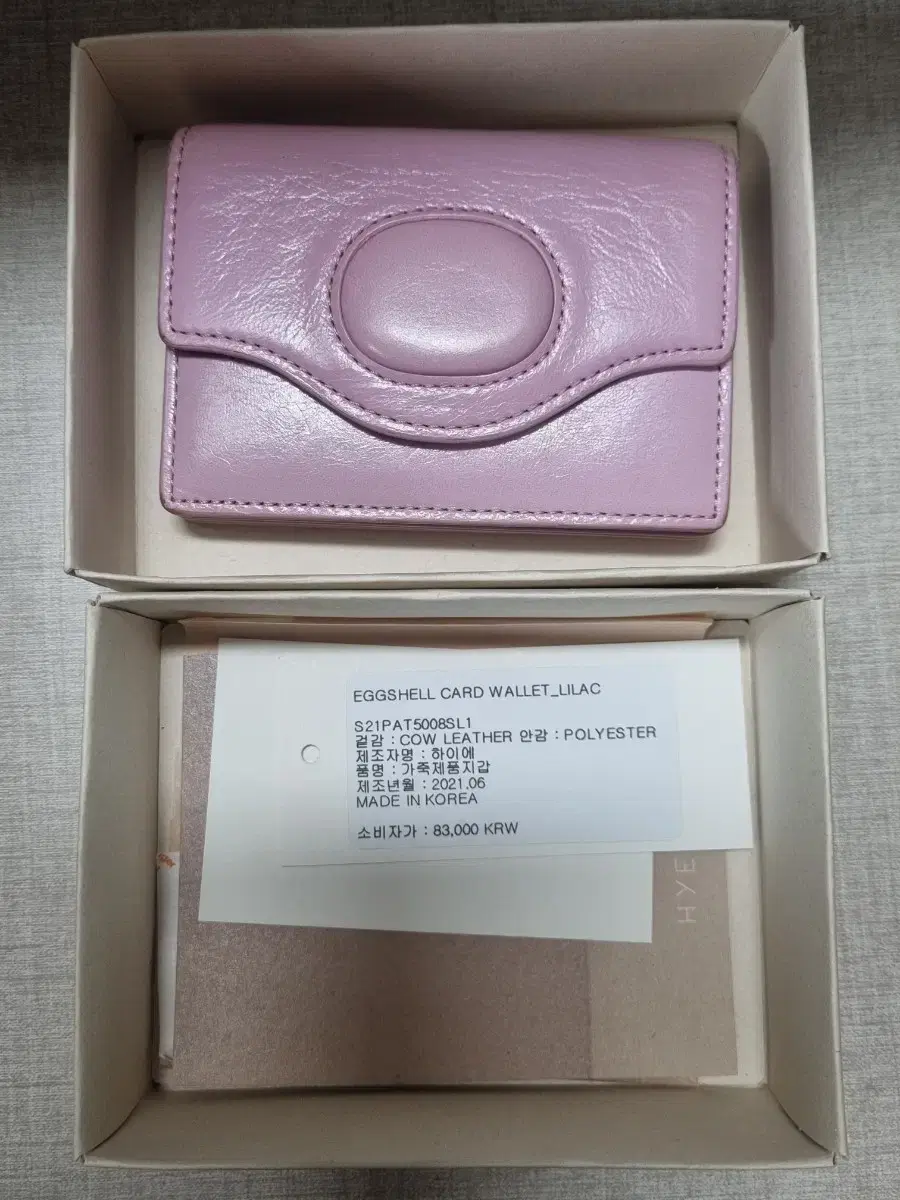 EGGSHELL CARD WALLET_LILAC
S21PAT5008SL1
겉감 : COW LEATHER 안감 : POLYESTER
제조자명 : 하이에
품명 : 가죽제품지갑
제조년월 : 2021.06
MADE IN KOREA
소비자가 : 83,000 KRW
HYE